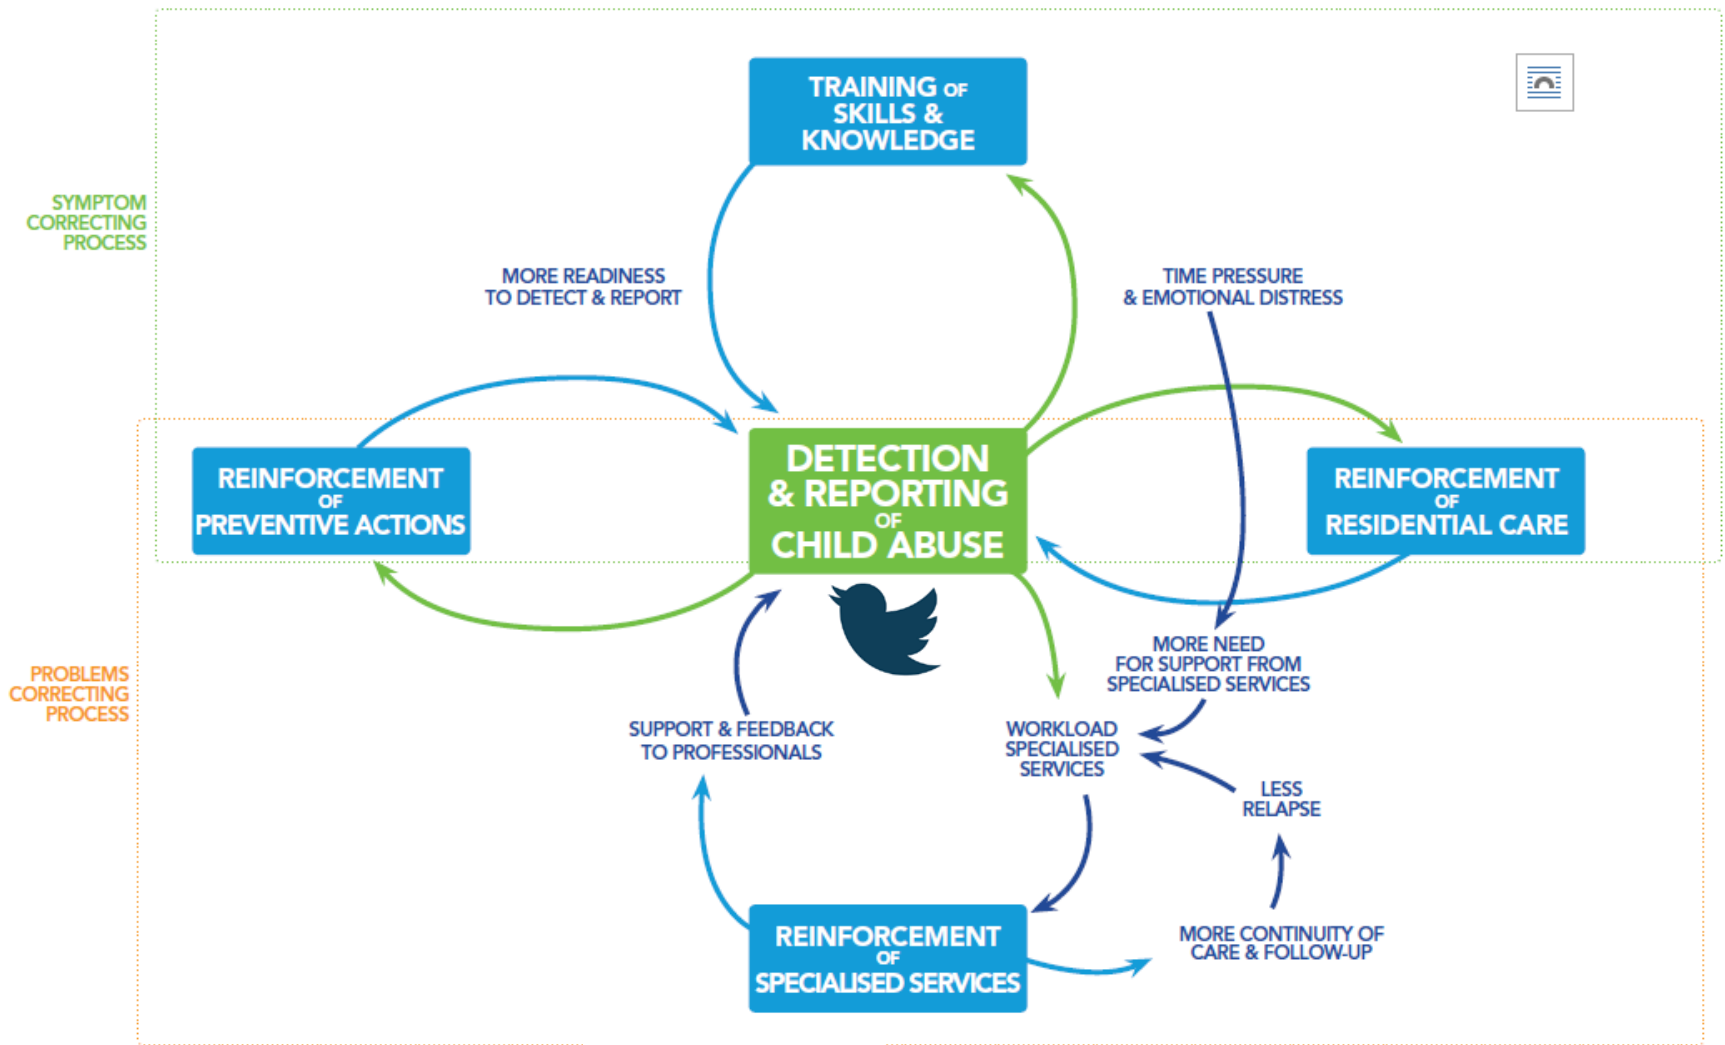 TRAINING OF
SKILLS &
KNOWLEDGE
SYMPTOM
CORRECTING
PROCESS
MORE READINESS
TO DETECT & REPORT
TIME PRESSURE
& EMOTIONAL DISTRESS
REINFORCEMENT
OF
PREVENTIVE ACTIONS
DETECTION
& REPORTING
OF
CHILD ABUSE
REINFORCEMENT
OF
RESIDENTIAL CARE
PROBLEMS
CORRECTING
PROCESS
MORE NEED
FOR SUPPORT FROM
SPECIALISED SERVICES
SUPPORT & FEEDBACK
TO PROFESSIONALS
WORKLOAD
SPECIALISED
SERVICES
LESS
RELAPSE
REINFORCEMENT
OF
SPECIALISED SERVICES
MORE CONTINUITY OF
CARE & FOLLOW-UP